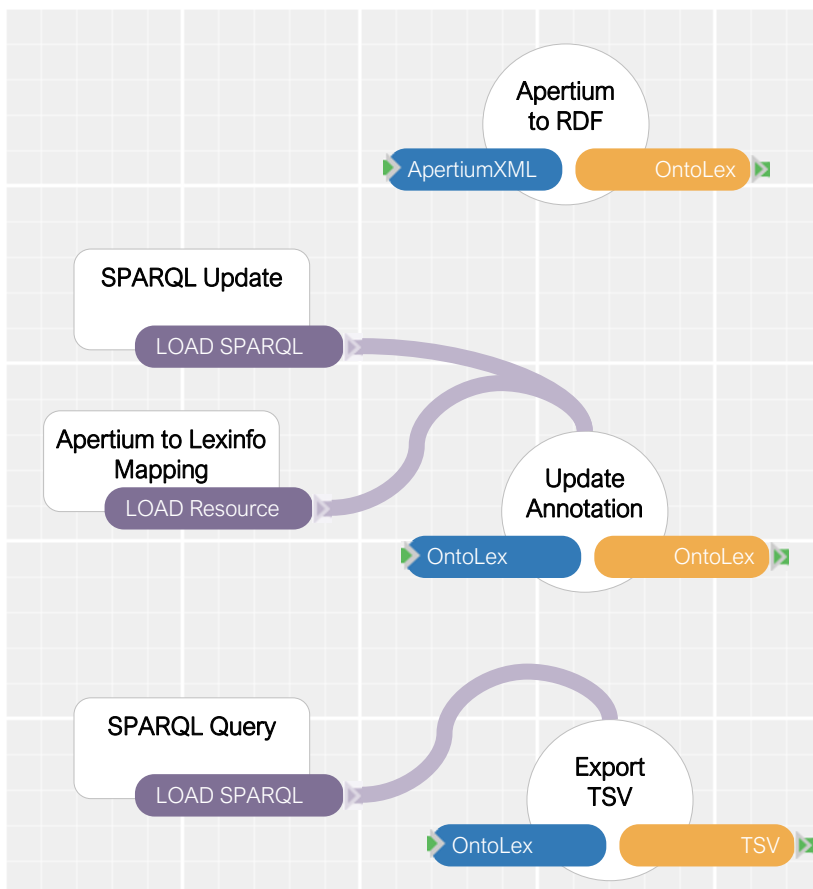 Apertium
to RDF
ApertiumXML
OntoLex
SPARQL Update
LOAD SPARQL
Apertium to Lexinfo
Mapping
LOAD Resource
Update
Annotation
OntoLex
OntoLex
SPARQL Query
LOAD SPARQL
Export
TSV
OntoLex
TSV